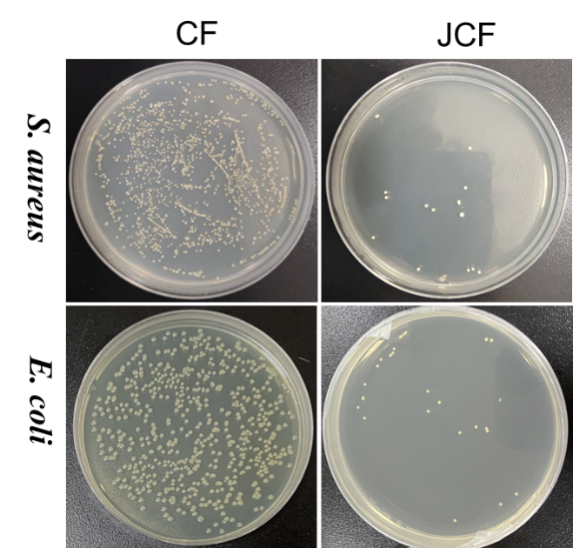 CF JCF
S. aureus
E. coli